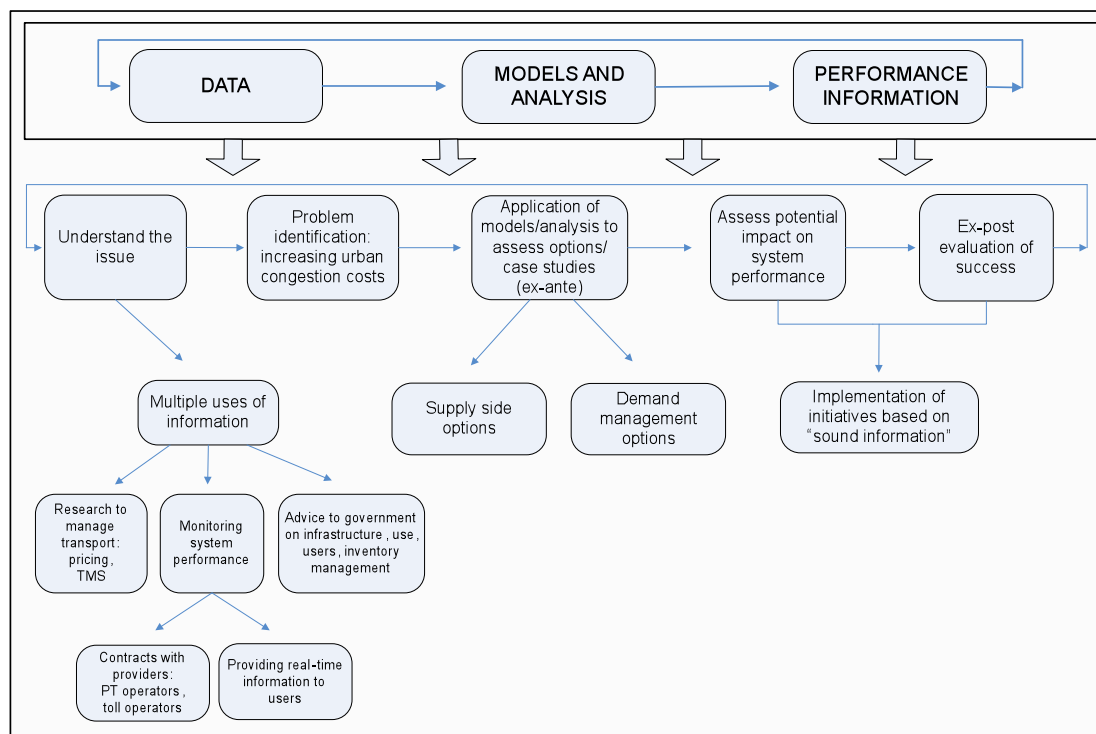 DATA
MODELS AND
ANALYSIS
PERFORMANCE
INFORMATION
Understand the
issue
Problem
identification:
increasing urban
congestion costs
Application of
models/analysis to
assess options/
case studies
(ex-ante)
Assess potential
impact on
system
performance
Ex-post
evaluation of
success
Multiple uses of
information
Supply side
options
Demand
management
options
Implementation of
initiatives based on
“sound information”
Research to
manage
transport:
pricing,
TMS
Monitoring
system
performance
Advice to government
on infrastructure , use ,
users , inventory
management
Contracts with
providers:
PT operators ,
toll operators
Providing real-time
information to
users